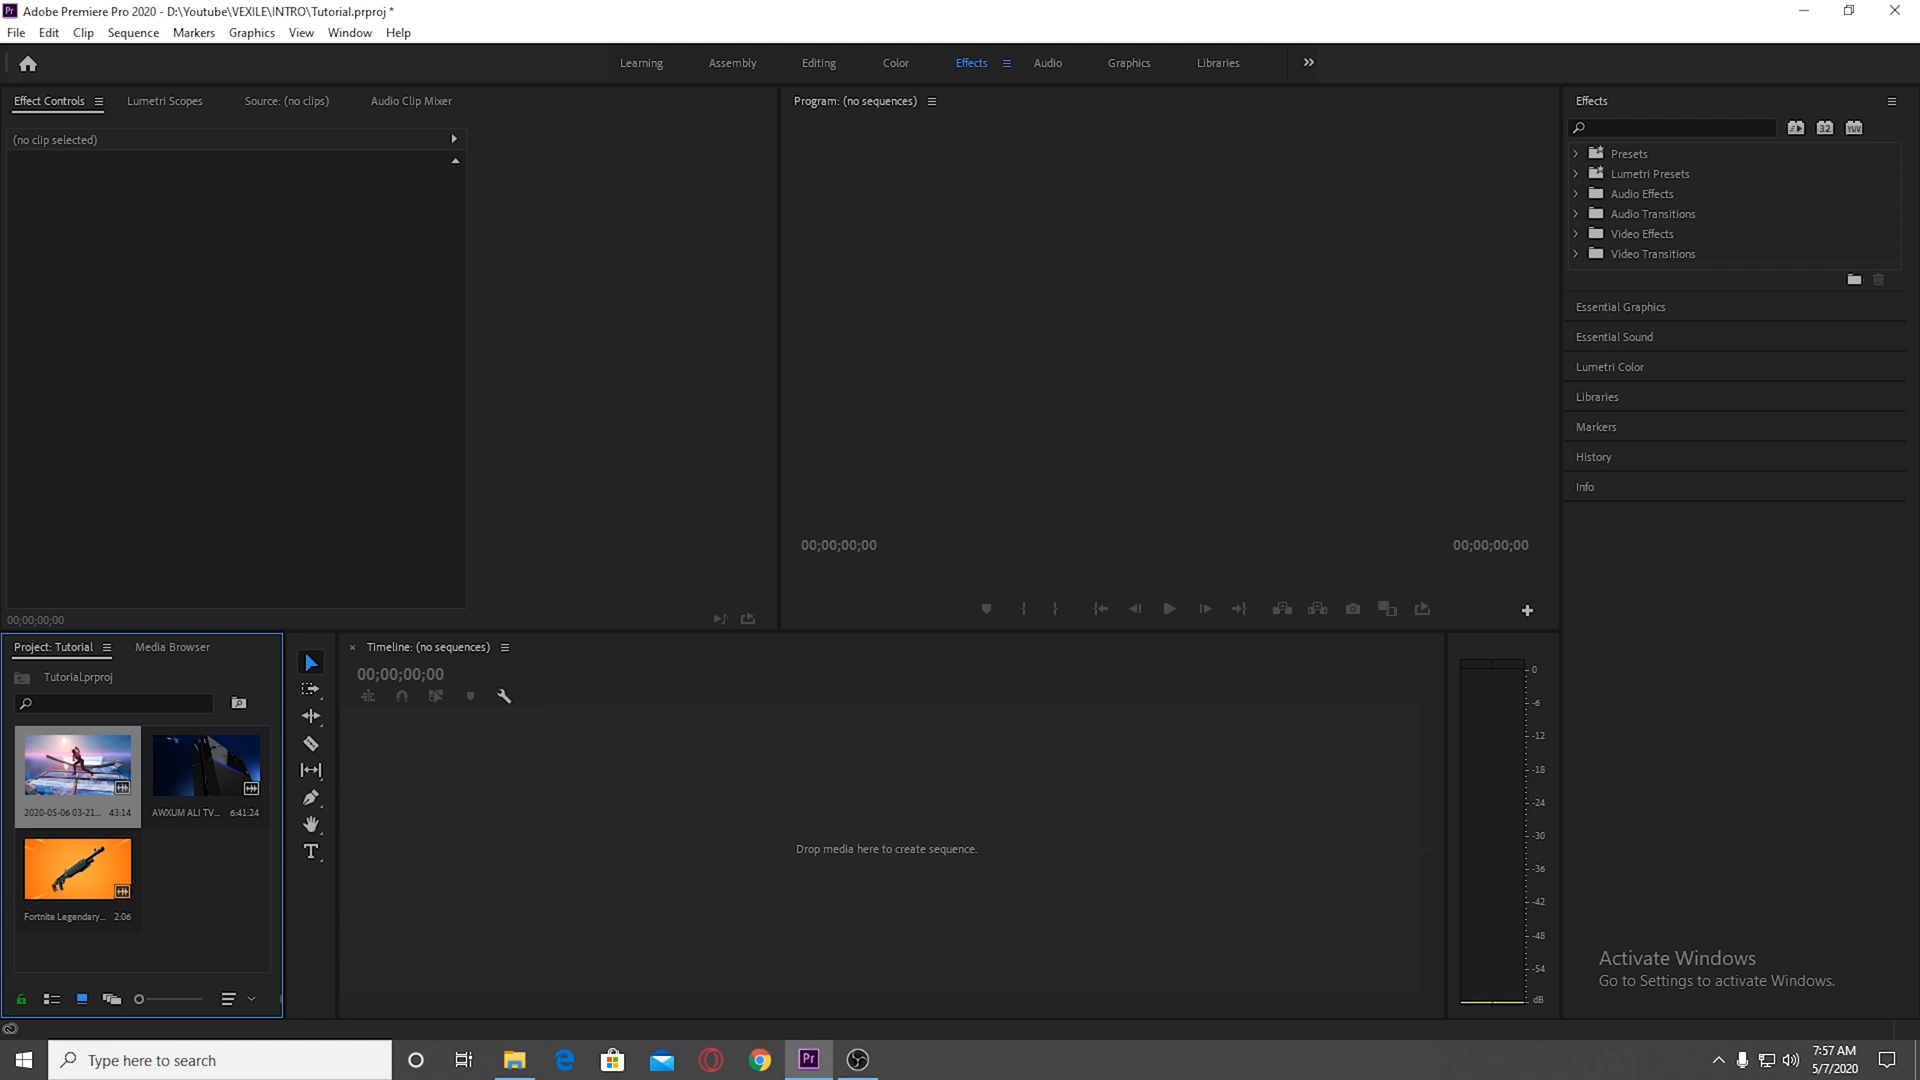 Adobe Premiere Pro 2020 - D:\Youtube\VEXILE\INTRO\Tutorial.prproj *
File Edit Clip Sequence Markers Graphics View Window Help
Learning Assembly Editing Color Effects Audio Graphics Libraries
Effect Controls Lumetri Scopes Source: (no clips) Audio Clip Mixer
(no clip selected)
00;00;00;00
Program: (no sequences)
00;00;00;00 00;00;00;00
Effects
32 YUV
Presets
Lumetri Presets
Audio Effects
Audio Transitions
Video Effects
Video Transitions
Essential Graphics
Essential Sound
Lumetri Color
Libraries
Markers
History
Info
Project: Tutorial Media Browser
Tutorial.prproj
2020-05-06 03-21... 43:14
AWXUM ALI TV... 6:41:24
Fortnite Legendary... 2:06
Timeline: (no sequences)
00;00;00;00
Drop media here to create sequence.
0
-6
-12
-18
-24
-30
-36
-42
-48
-54
dB
Activate Windows
Go to Settings to activate Windows.
Type here to search
Pr
7:57 AM
5/7/2020